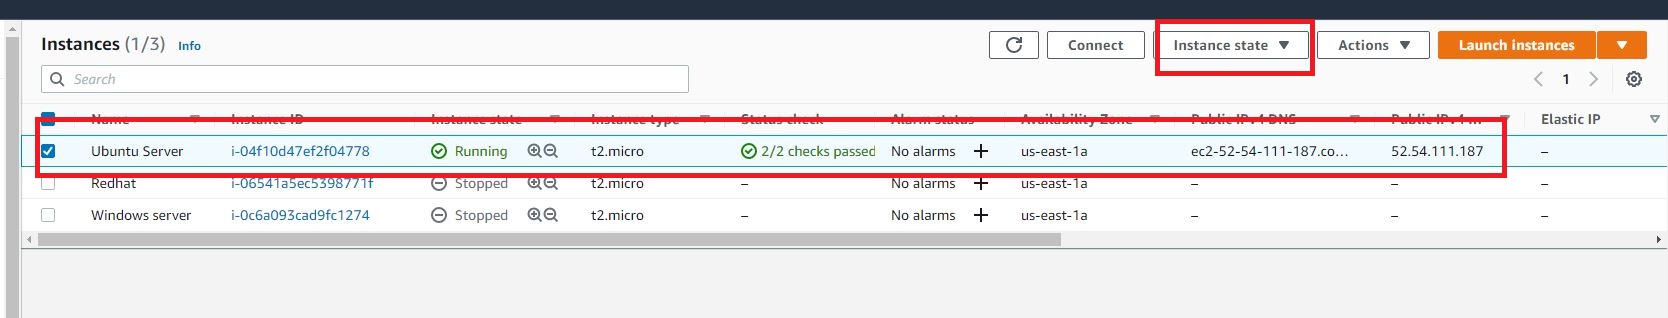 Instances (1/3) Info Connect Instance state Actions Launch instances
Search 1
Name Instance ID Instance state Instance type Status check Alarm status Availability Zone Public IPv4 DNS Public IPv4 ... Elastic IP
Ubuntu Server i-04f10d47ef2f04778 Running t2.micro 2/2 checks passed No alarms + us-east-1a ec2-52-54-111-187.co... 52.54.111.187 –
Redhat i-06541a5ec5398771f Stopped t2.micro – No alarms + us-east-1a – – –
Windows server i-0c6a093cad9fc1274 Stopped t2.micro – No alarms + us-east-1a – – –